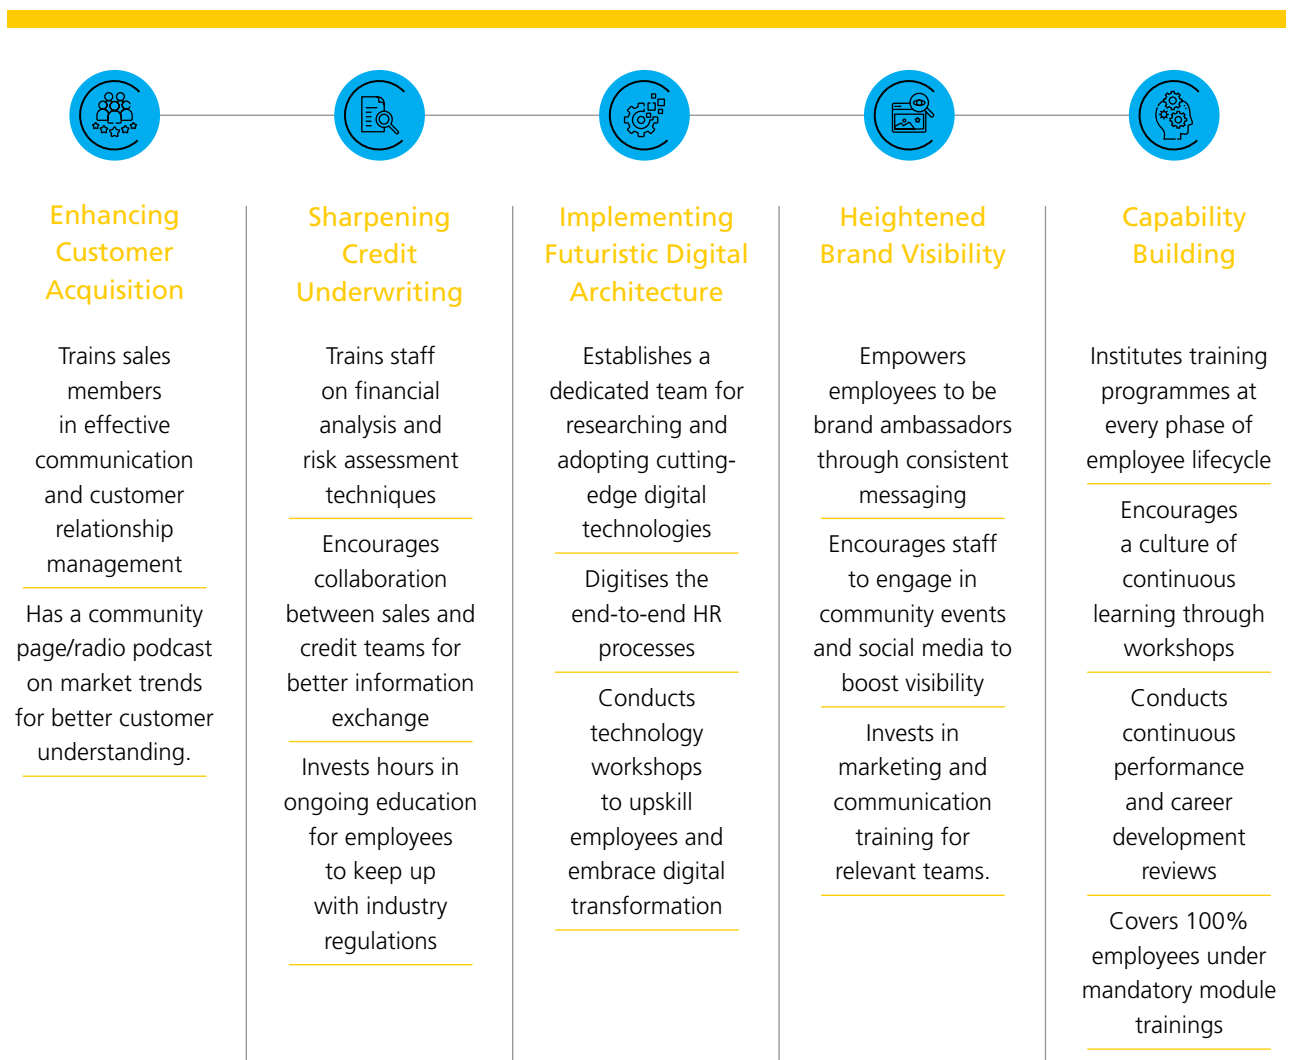 Enhancing
Customer
Acquisition
Trains sales
members
in effective
communication
and customer
relationship
management
Has a community
page/radio podcast
on market trends
for better customer
understanding.
Sharpening
Credit
Underwriting
Trains staff
on financial
analysis and
risk assessment
techniques
Encourages
collaboration
between sales and
credit teams for
better information
exchange
Invests hours in
ongoing education
for employees
to keep up
with industry
regulations
Implementing
Futuristic Digital
Architecture
Establishes a
dedicated team for
researching and
adopting cutting-
edge digital
technologies
Digitises the
end-to-end HR
processes
Conducts
technology
workshops
to upskill
employees and
embrace digital
transformation
Heightened
Brand Visibility
Empowers
employees to be
brand ambassadors
through consistent
messaging
Encourages staff
to engage in
community events
and social media to
boost visibility
Invests in
marketing and
communication
training for
relevant teams.
Capability
Building
Institutes training
programmes at
every phase of
employee lifecycle
Encourages
a culture of
continuous
learning through
workshops
Conducts
continuous
performance
and career
development
reviews
Covers 100%
employees under
mandatory module
trainings